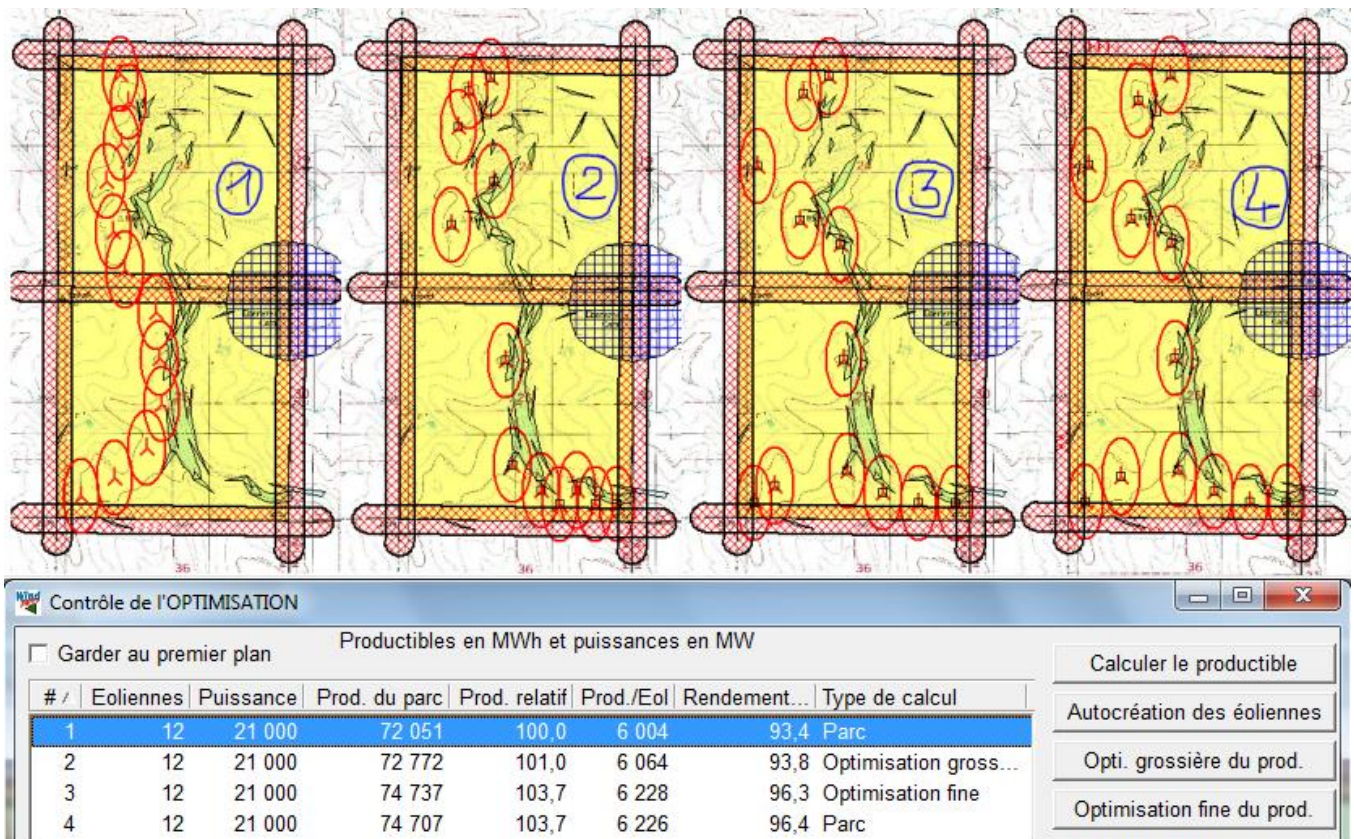 1
2
3
4
36
36
36
36
Contrôle de l'OPTIMISATION
Garder au premier plan
Productibles en MWh et puissances en MW
# / Eoliennes Puissance Prod. du parc Prod. relatif Prod./Eol Rendement... Type de calcul
1 12 21 000 72 051 100,0 6 004 93,4 Parc
2 12 21 000 72 772 101,0 6 064 93,8 Optimisation gross...
3 12 21 000 74 737 103,7 6 228 96,3 Optimisation fine
4 12 21 000 74 707 103,7 6 226 96,4 Parc
Calculer le productible
Autocréation des éoliennes
Opti. grossière du prod.
Optimisation fine du prod.